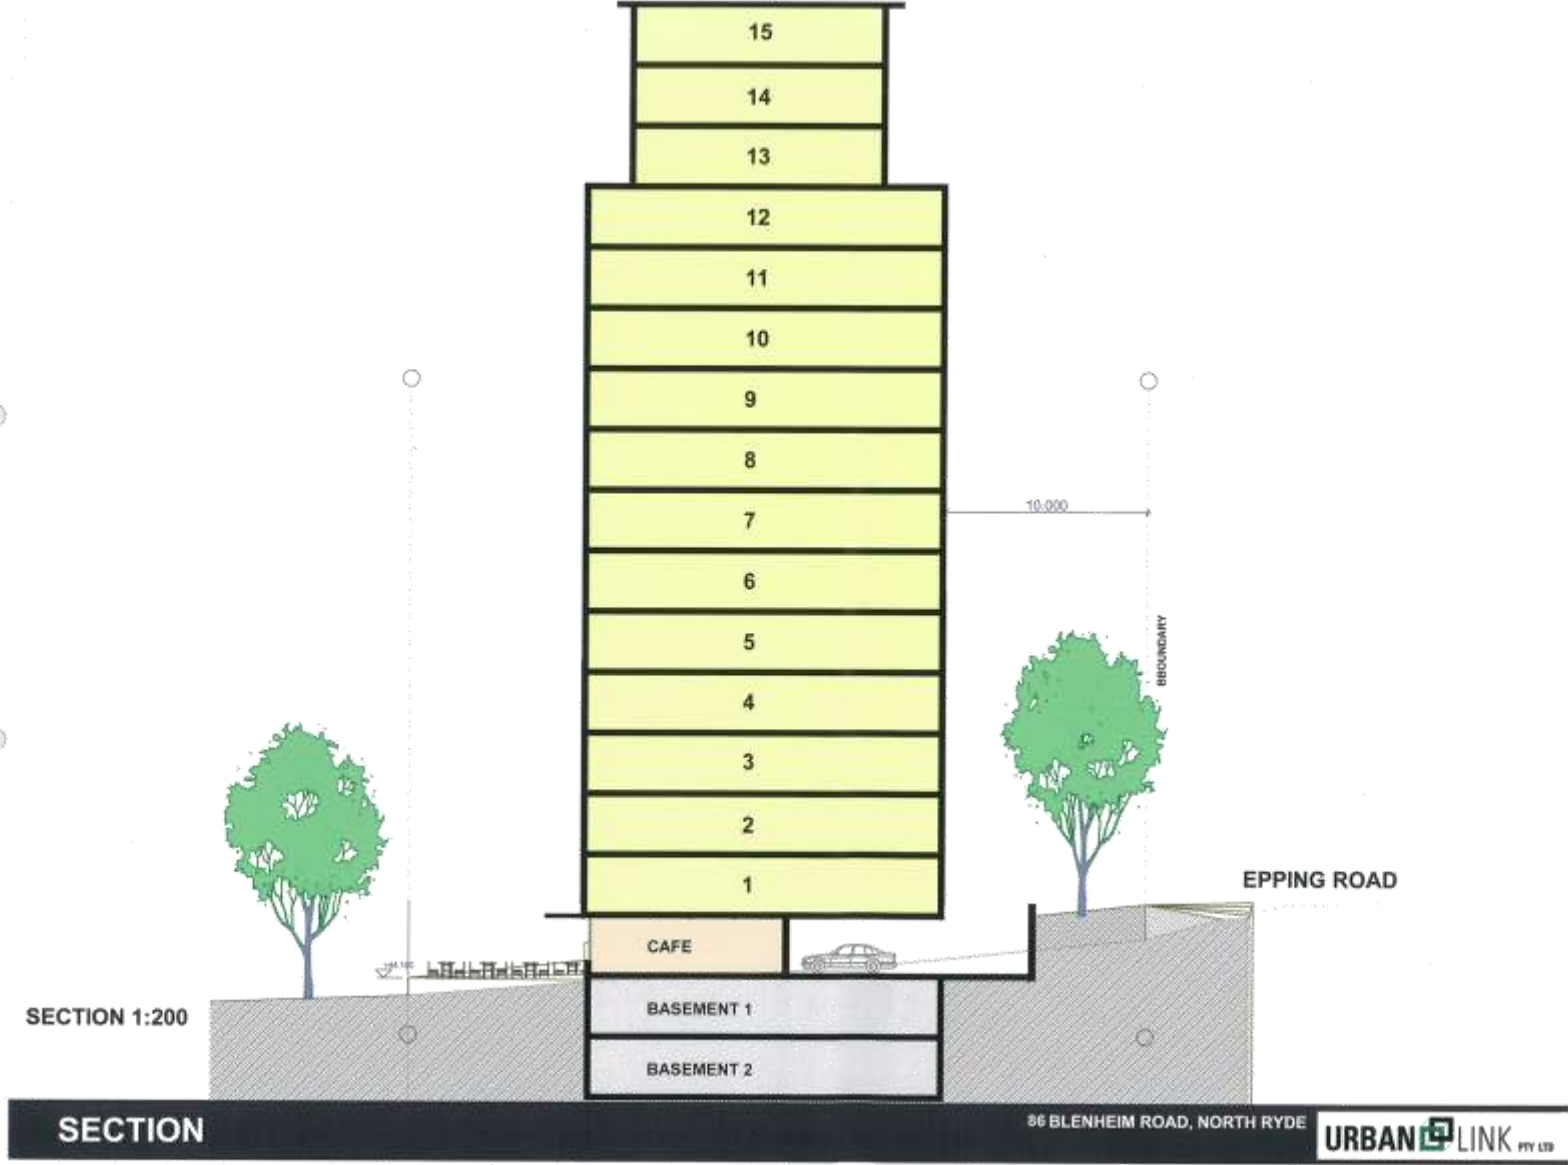 15
14
13
12
11
10
9
8
7
10.000
6
5
BBOUNDARY
4
3
2
1
EPPING ROAD
CAFE
SECTION 1:200
BASEMENT 1
BASEMENT 2
SECTION
86 BLENHEIM ROAD, NORTH RYDE
URBAN LINK PTY LTD